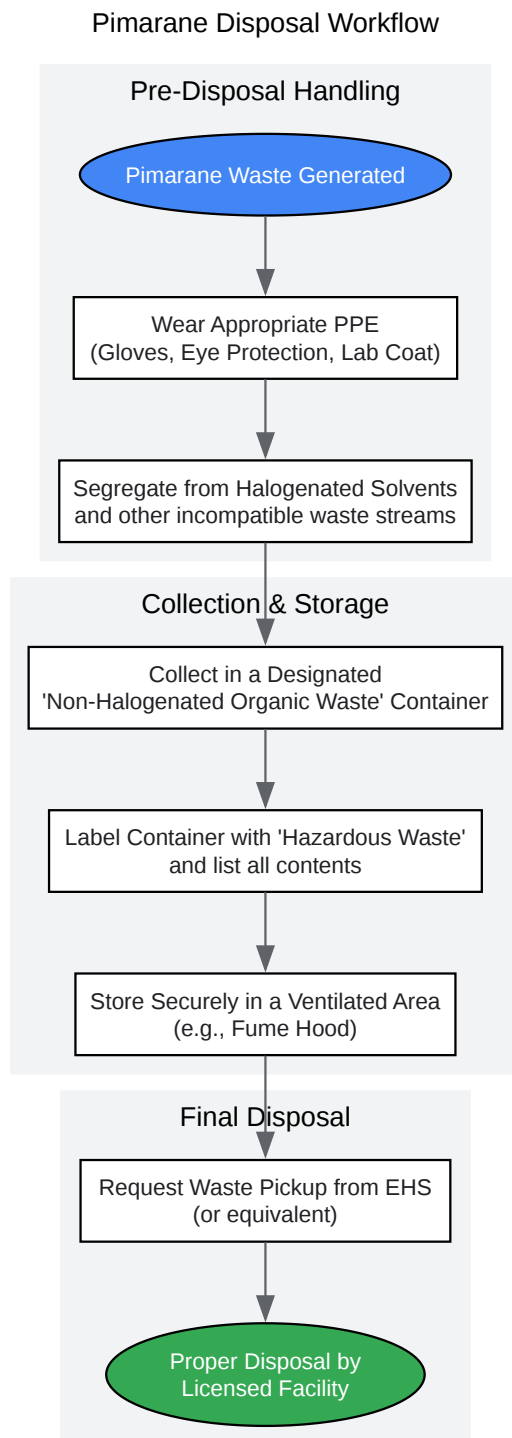 Pimarane Disposal Workflow
Pre-Disposal Handling
Pimarane Waste Generated
Wear Appropriate PPE
(Gloves, Eye Protection, Lab Coat)
Segregate from Halogenated Solvents
and other incompatible waste streams
Collection & Storage
Collect in a Designated
'Non-Halogenated Organic Waste' Container
Label Container with 'Hazardous Waste'
and list all contents
Store Securely in a Ventilated Area
(e.g., Fume Hood)
Final Disposal
Request Waste Pickup from EHS
(or equivalent)
Proper Disposal by
Licensed Facility